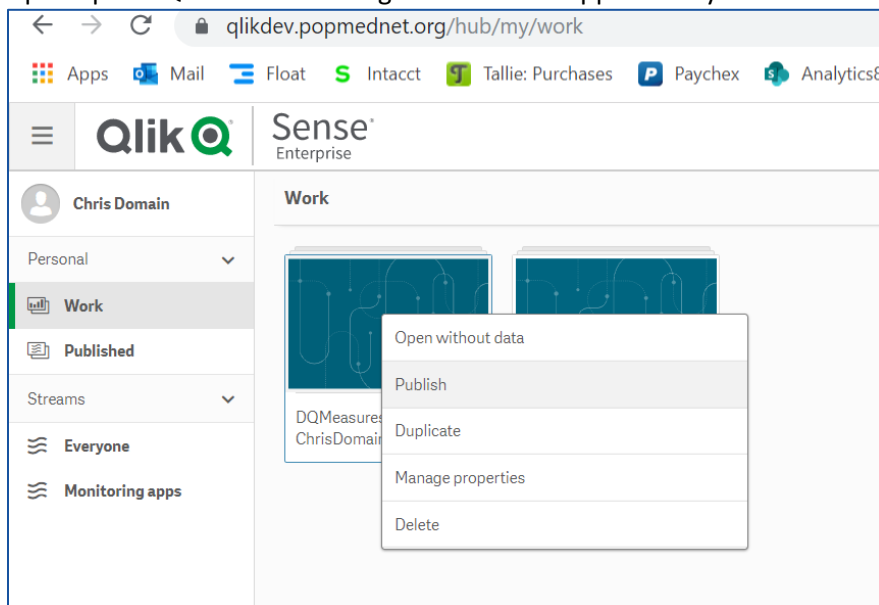 qlikdev.popmednet.org/hub/my/work
Apps Mail Float S Intacct Tallie: Purchases Paychex Analytics8
Qlik Sense
Enterprise
Chris Domain
Work
Personal
Work
Published
Streams
Everyone
Monitoring apps
DQMeasures
ChrisDomain
Open without data
Publish
Duplicate
Manage properties
Delete